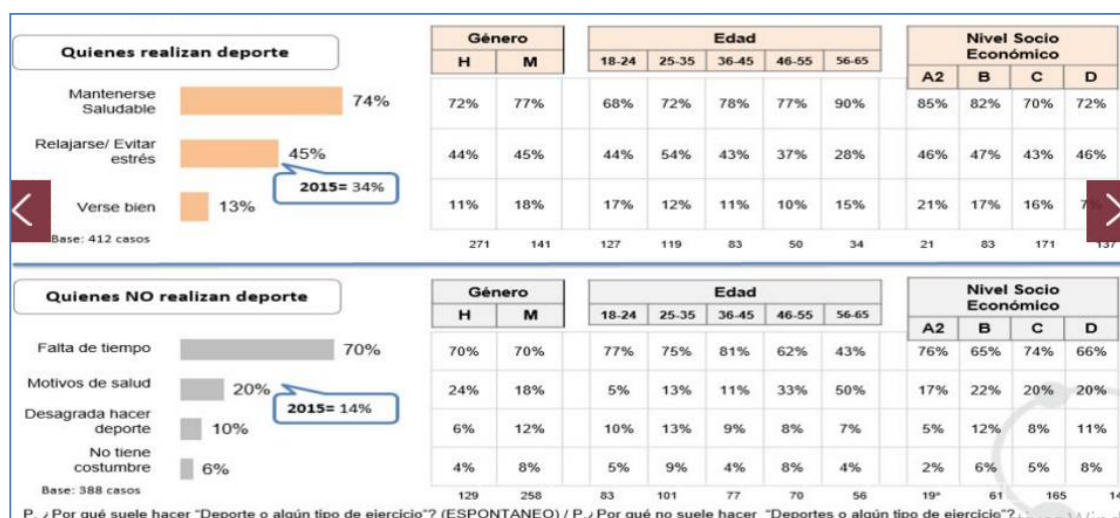 Quienes realizan deporte
Género
Edad
Nivel Socio
Económico
H M 18-24 25-35 36-45 46-55 56-65 A2 B C D
Mantenerse
Saludable 74% 72% 77% 68% 72% 78% 77% 90% 85% 82% 70% 72%
Relajarse/ Evitar
estrés 45% 44% 45% 44% 54% 43% 37% 28% 46% 47% 43% 46%
2015= 34%
Verse bien 13% 11% 18% 17% 12% 11% 10% 15% 21% 17% 16% 7%
Base: 412 casos 271 141 127 119 83 50 34 21 83 171 137
Quienes NO realizan deporte
Género
Edad
Nivel Socio
Económico
H M 18-24 25-35 36-45 46-55 56-65 A2 B C D
Falta de tiempo 70% 70% 70% 77% 75% 81% 62% 43% 76% 65% 74% 66%
Motivos de salud 20% 24% 18% 5% 13% 11% 33% 50% 17% 22% 20% 20%
2015= 14%
Desagrada hacer
deporte 10% 6% 12% 10% 13% 9% 8% 7% 5% 12% 8% 11%
No tiene
costumbre 6% 4% 8% 5% 9% 4% 8% 4% 2% 6% 5% 8%
Base: 388 casos 129 258 83 101 77 70 56 19* 61 165 14
P. ¿Por qué suele hacer "Deporte o algún tipo de ejercicio"? (ESPONTANEO) / P. ¿Por qué no suele hacer "Deportes o algún tipo de ejercicio"?